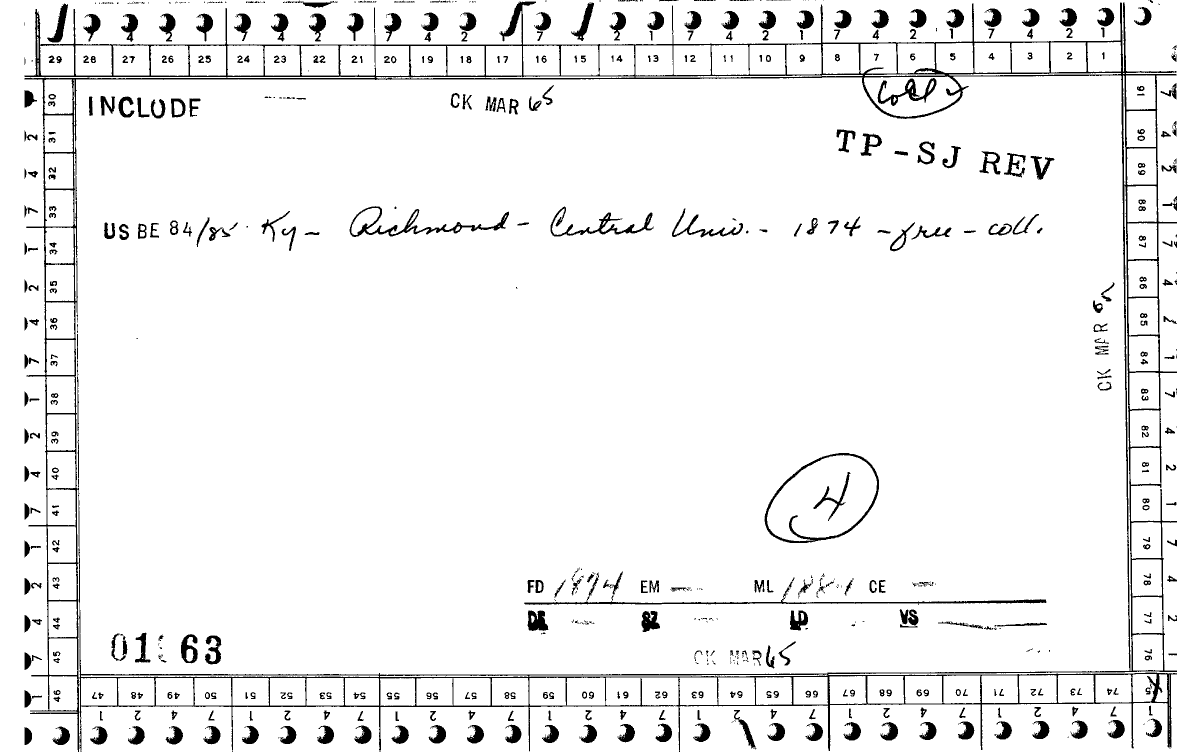 7 4 2 1 7 4 2 1 7 4 2 1 7 4 2 1 7 4 2 1 7 4 2 1 7 4 2 1
29 28 27 26 25 24 23 22 21 20 19 18 17 16 15 14 13 12 11 10 9 8 7 6 5 4 3 2 1
INCLUDE CK MAR 65 Coll
TP-SJ REV
US BE 84/85 Ky - Richmond - Central Univ. - 1874 - free - coll.
CK MAR
4
FD 1874 EM — ML CE —
DE — SZ — LD VS —
01 63
CK MAR 65
30 31 32 33 34 35 36 37 38 39 40 41 42 43 44 45 46
91 90 89 88 87 86 85 84 83 82 81 80 79 78 77 76
47 48 49 50 51 52 53 54 55 56 57 58 59 60 61 62 63 64 65 66 67 68 69 70 71 72 73 74
1 2 4 7 1 2 4 7 1 2 4 7 1 2 4 7 1 2 4 7 1 2 4 7 1 2 4 7